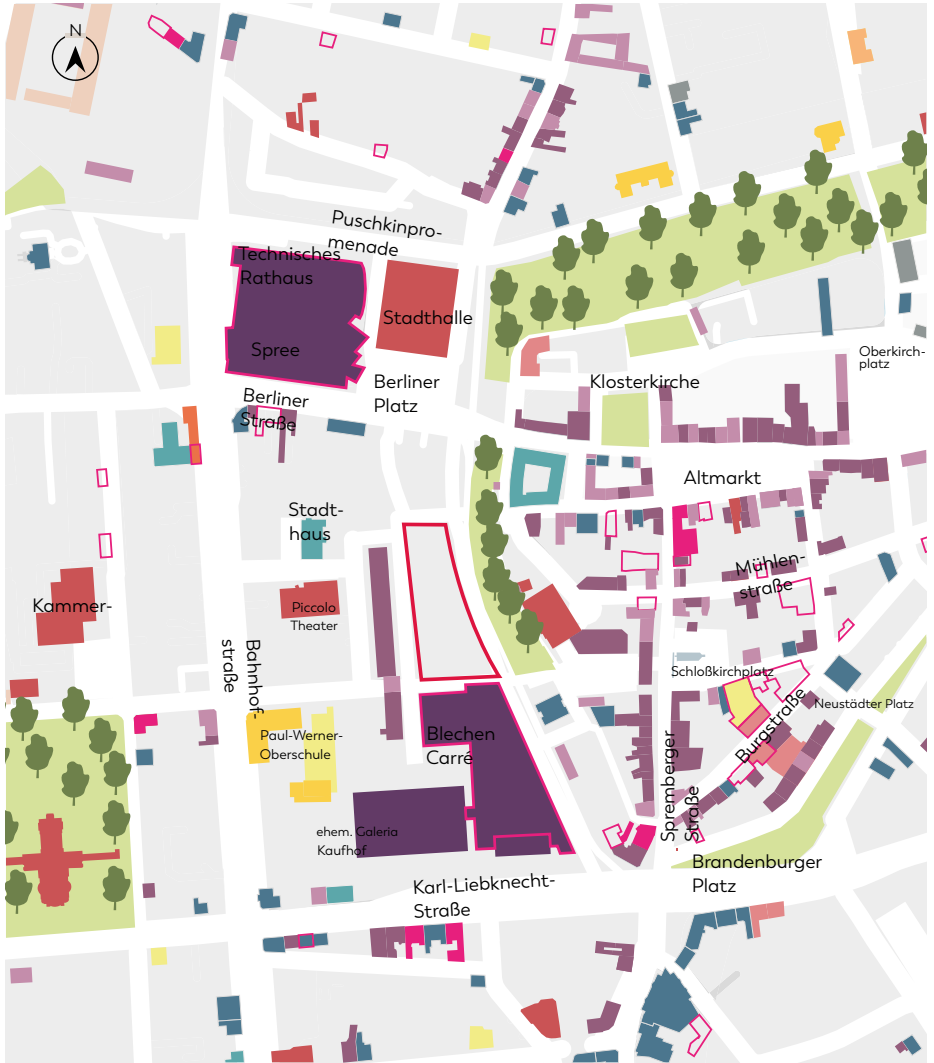 N
Puschkinpro-
menade
Technisches
Rathaus
Stadthalle
Spree
Oberkirch-
platz
Berliner
Platz
Klosterkirche
Berliner
Straße
Altmarkt
Stadt-
haus
Mühlen-
straße
Kammer-
Piccolo
Theater
Bahnhof-
straße
Schloßkirchplatz
Neustädter Platz
Burgstraße
Paul-Werner-
Oberschule
Blechen
Carré
Spremberger
Straße
ehem. Galeria
Kaufhof
Brandenburger
Platz
Karl-Liebknecht-
Straße